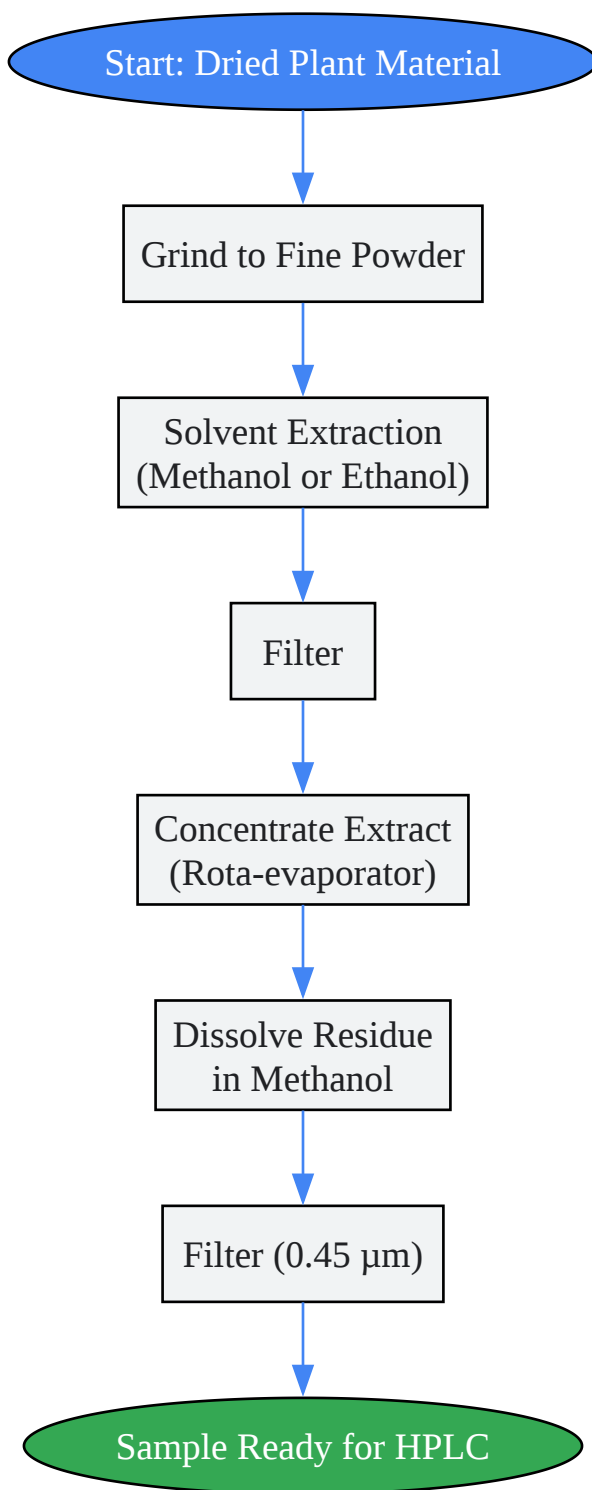 Start: Dried Plant Material
Grind to Fine Powder
Solvent Extraction
(Methanol or Ethanol)
Filter
Concentrate Extract
(Rota-evaporator)
Dissolve Residue
in Methanol
Filter (0.45 µm)
Sample Ready for HPLC